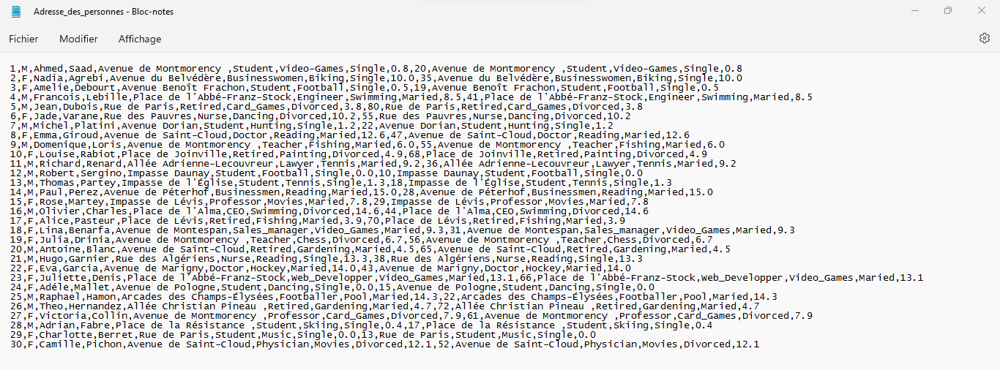 Adresse_des_personnes - Bloc-notes
Fichier Modifier Affichage
1,M,Ahmed,Saad,Avenue de Montmorency ,Student,Video-Games,Single,0.8,20,Avenue de Montmorency ,Student,Video-Games,Single,0.8
2,F,Nadia,Agrebi,Avenue du Belvédère,Businesswomen,Biking,Single,10.0,35,Avenue du Belvédère,Businesswomen,Biking,Single,10.0
3,F,Amelie,Debourt,Avenue Benoît Frachon,Student,Football,Single,0.5,19,Avenue Benoît Frachon,Student,Football,Single,0.5
4,M,Francois,Lebille,Place de l'Abbé-Franz-Stock,Engineer,Swimming,Maried,8.5,41,Place de l'Abbé-Franz-Stock,Engineer,Swimming,Maried,8.5
5,M,Jean,Dubois,Rue de Paris,Retired,Card_Games,Divorced,3.8,80,Rue de Paris,Retired,Card_Games,Divorced,3.8
6,F,Jade,Varane,Rue des Pauvres,Nurse,Dancing,Divorced,10.2,55,Rue des Pauvres,Nurse,Dancing,Divorced,10.2
7,M,Michel,Platini,Avenue Dorian,Student,Hunting,Single,1.2,22,Avenue Dorian,Student,Hunting,Single,1.2
8,F,Emma,Giroud,Avenue de Saint-Cloud,Doctor,Reading,Maried,12.6,47,Avenue de Saint-Cloud,Doctor,Reading,Maried,12.6
9,M,Domenique,Loris,Avenue de Montmorency ,Teacher,Fishing,Maried,6.0,55,Avenue de Montmorency ,Teacher,Fishing,Maried,6.0
10,F,Louise,Rabiot,Place de Joinville,Retired,Painting,Divorced,4.9,68,Place de Joinville,Retired,Painting,Divorced,4.9
11,M,Richard,Renard,Allée Adrienne-Lecouvreur,Lawyer,Tennis,Maried,9.2,36,Allée Adrienne-Lecouvreur,Lawyer,Tennis,Maried,9.2
12,M,Robert,Sergino,Impasse Daunay,Student,Football,Single,0.0,10,Impasse Daunay,Student,Football,Single,0.0
13,M,Thomas,Partey,Impasse de l'Église,Student,Tennis,Single,1.3,18,Impasse de l'Église,Student,Tennis,Single,1.3
14,M,Paul,Perez,Avenue de Péterhof,Businessmen,Reading,Maried,15.0,28,Avenue de Péterhof,Businessmen,Reading,Maried,15.0
15,F,Rose,Martey,Impasse de Lévis,Professor,Movies,Maried,7.8,29,Impasse de Lévis,Professor,Movies,Maried,7.8
16,M,Olivier,Charles,Place de l'Alma,CEO,Swimming,Divorced,14.6,44,Place de l'Alma,CEO,Swimming,Divorced,14.6
17,F,Alice,Pasteur,Place de Lévis,Retired,Fishing,Maried,3.9,70,Place de Lévis,Retired,Fishing,Maried,3.9
18,F,Lina,Benarfa,Avenue de Montespan,Sales_manager,Video_Games,Maried,9.3,31,Avenue de Montespan,Sales_manager,Video_Games,Maried,9.3
19,F,Julia,Drinia,Avenue de Montmorency ,Teacher,Chess,Divorced,6.7,56,Avenue de Montmorency ,Teacher,Chess,Divorced,6.7
20,M,Antoine,Blanc,Avenue de Saint-Cloud,Retired,Gardening,Maried,4.5,65,Avenue de Saint-Cloud,Retired,Gardening,Maried,4.5
21,M,Hugo,Garnier,Rue des Algériens,Nurse,Reading,Single,13.3,38,Rue des Algériens,Nurse,Reading,Single,13.3
22,F,Eva,Garcia,Avenue de Marigny,Doctor,Hockey,Maried,14.0,43,Avenue de Marigny,Doctor,Hockey,Maried,14.0
23,F,Juliette,Denis,Place de l'Abbé-Franz-Stock,Web_Developper,Video_Games,Maried,13.1,66,Place de l'Abbé-Franz-Stock,Web_Developper,Video_Games,Maried,13.1
24,F,Adéle,Mallet,Avenue de Pologne,Student,Dancing,Single,0.0,15,Avenue de Pologne,Student,Dancing,Single,0.0
25,M,Raphael,Hamon,Arcades des Champs-Élysées,Footballer,Pool,Maried,14.3,22,Arcades des Champs-Élysées,Footballer,Pool,Maried,14.3
26,M,Theo,Hernandez,Allée Christian Pineau ,Retired,Gardening,Maried,4.7,72,Allée Christian Pineau ,Retired,Gardening,Maried,4.7
27,F,Victoria,Collin,Avenue de Montmorency ,Professor,Card_Games,Divorced,7.9,61,Avenue de Montmorency ,Professor,Card_Games,Divorced,7.9
28,M,Adrian,Fabre,Place de la Résistance ,Student,Skiing,Single,0.4,17,Place de la Résistance ,Student,Skiing,Single,0.4
29,F,Charlotte,Berret,Rue de Paris,Student,Music,Single,0.0,13,Rue de Paris,Student,Music,Single,0.0
30,F,Camille,Pichon,Avenue de Saint-Cloud,Physician,Movies,Divorced,12.1,52,Avenue de Saint-Cloud,Physician,Movies,Divorced,12.1